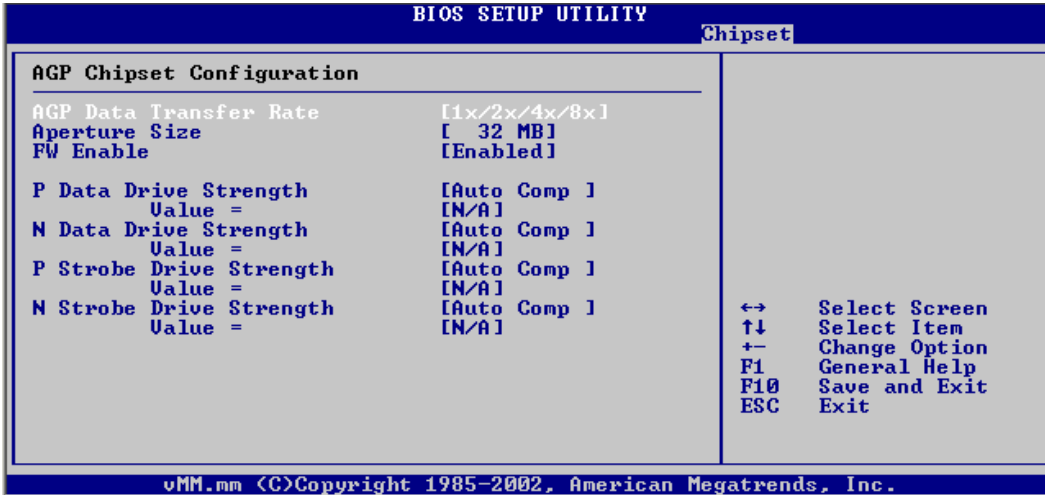 BIOS SETUP UTILITY
Chipset
AGP Chipset Configuration
AGP Data Transfer Rate [1x/2x/4x/8x]
Aperture Size [ 32 MB]
FW Enable [Enabled]
P Data Drive Strength [Auto Comp ]
Value = [N/A]
N Data Drive Strength [Auto Comp ]
Value = [N/A]
P Strobe Drive Strength [Auto Comp ]
Value = [N/A]
N Strobe Drive Strength [Auto Comp ]
Value = [N/A]
↔ Select Screen
↑↓ Select Item
+- Change Option
F1 General Help
F10 Save and Exit
ESC Exit
vMM.mm (C)Copyright 1985-2002, American Megatrends, Inc.